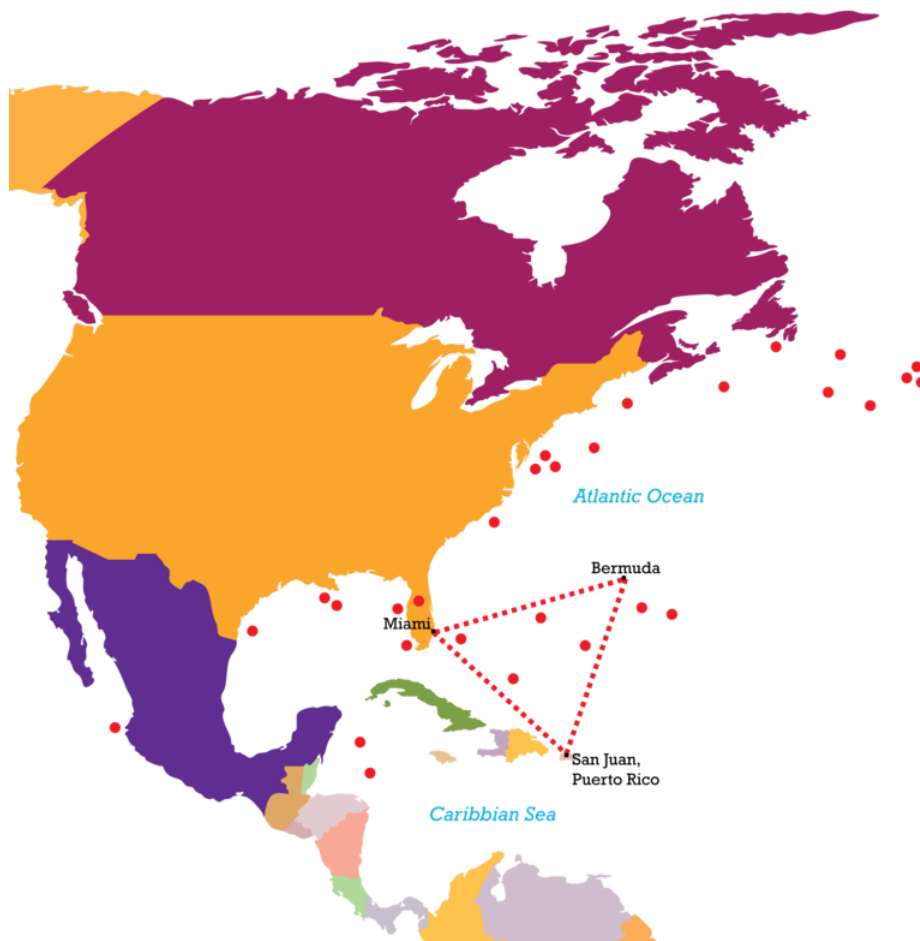 Atlantic Ocean
Bermuda
Miami
San Juan,
Puerto Rico
Caribbian Sea